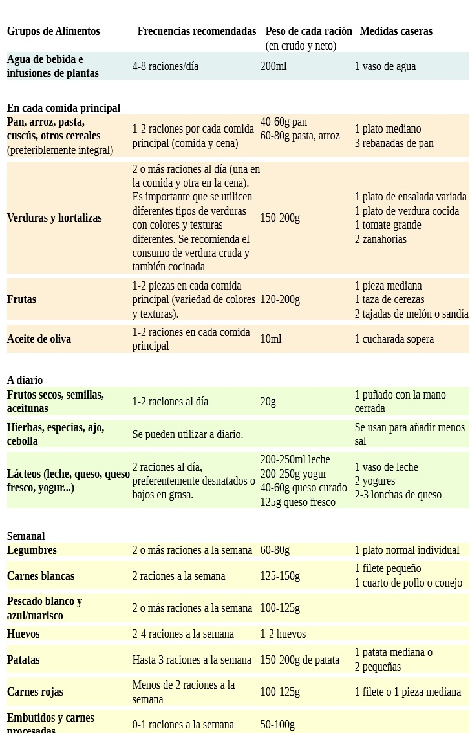 Grupos de Alimentos Frecuencias recomendadas Peso de cada ración Medidas caseras
(en crudo y neto)
Agua de bebida e
infusiones de plantas
4-8 raciones/día
200ml
1 vaso de agua
En cada comida principal
Pan, arroz, pasta,
cuscús, otros cereales
(preferiblemente integral)
1-2 raciones por cada comida
principal (comida y cena)
40-60g pan
60-80g pasta, arroz
1 plato mediano
3 rebanadas de pan
Verduras y hortalizas
2 o más raciones al día (una en
la comida y otra en la cena).
Es importante que se utilicen
diferentes tipos de verduras
con colores y texturas
diferentes. Se recomienda el
consumo de verdura cruda y
también cocinada
150-200g
1 plato de ensalada variada
1 plato de verdura cocida
1 tomate grande
2 zanahorias
Frutas
1-2 piezas en cada comida
principal (variedad de colores
y texturas).
120-200g
1 pieza mediana
1 taza de cerezas
2 tajadas de melón o sandía
Aceite de oliva
1-2 raciones en cada comida
principal
10ml
1 cucharada sopera
A diario
Frutos secos, semillas,
aceitunas
1-2 raciones al día
20g
1 puñado con la mano
cerrada
Hierbas, especias, ajo,
cebolla
Se pueden utilizar a diario.
Se usan para añadir menos
sal
Lácteos (leche, queso, queso
fresco, yogur...)
2 raciones al día,
preferentemente desnatados o
bajos en grasa.
200-250ml leche
200-250g yogur
40-60g queso curado
125g queso fresco
1 vaso de leche
2 yogures
2-3 lonchas de queso
Semanal
Legumbres
2 o más raciones a la semana
60-80g
1 plato normal individual
Carnes blancas
2 raciones a la semana
125-150g
1 filete pequeño
1 cuarto de pollo o conejo
Pescado blanco y
azul/marisco
2 o más raciones a la semana
100-125g
Huevos
2-4 raciones a la semana
1-2 huevos
Patatas
Hasta 3 raciones a la semana
150-200g de patata
1 patata mediana o
2 pequeñas
Carnes rojas
Menos de 2 raciones a la
semana
100-125g
1 filete o 1 pieza mediana
Embutidos y carnes
procesadas
0-1 raciones a la semana
50-100g